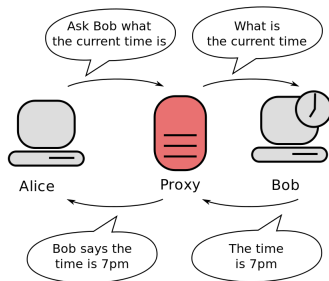 Ask Bob what
the current time is
What is
the current time
Alice
Proxy
Bob
Bob says the
time is 7pm
The time
is 7pm